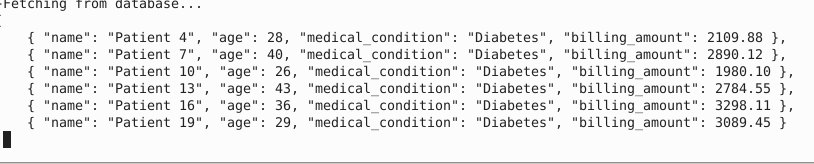 Fetching from database...
[
    { "name": "Patient 4", "age": 28, "medical_condition": "Diabetes", "billing_amount": 2109.88 },
    { "name": "Patient 7", "age": 40, "medical_condition": "Diabetes", "billing_amount": 2890.12 },
    { "name": "Patient 10", "age": 26, "medical_condition": "Diabetes", "billing_amount": 1980.10 },
    { "name": "Patient 13", "age": 43, "medical_condition": "Diabetes", "billing_amount": 2784.55 },
    { "name": "Patient 16", "age": 36, "medical_condition": "Diabetes", "billing_amount": 3298.11 },
    { "name": "Patient 19", "age": 29, "medical_condition": "Diabetes", "billing_amount": 3089.45 }